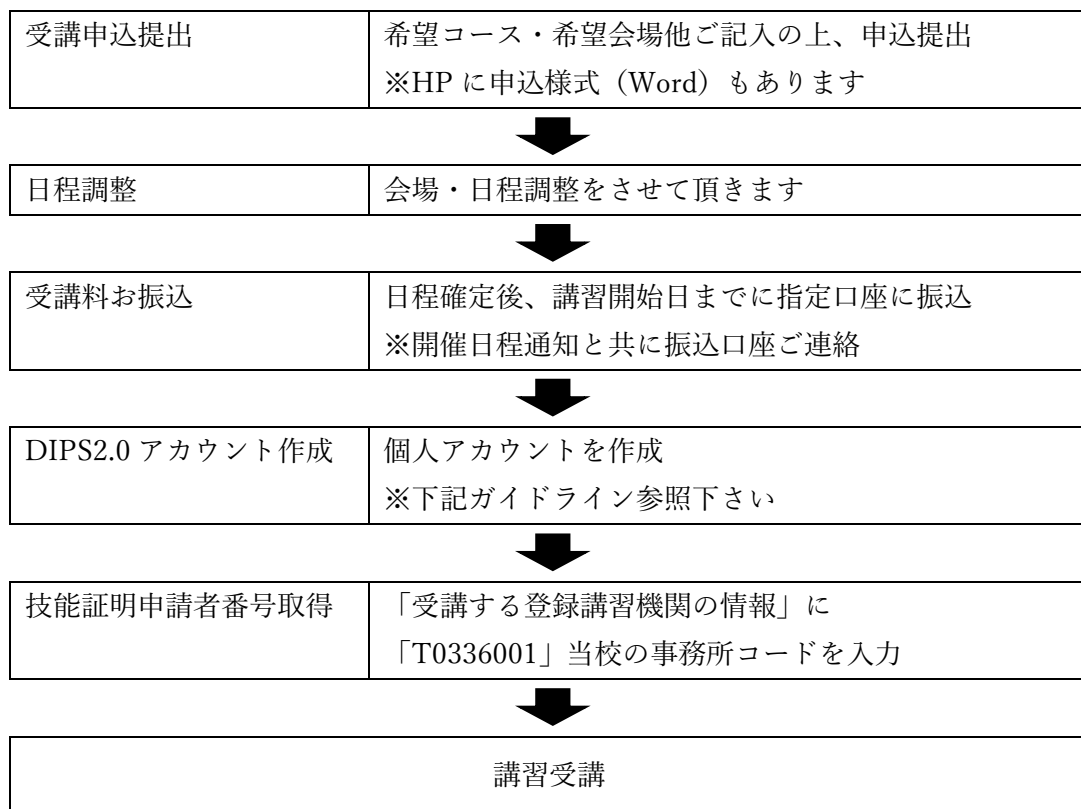 受講申込提出
希望コース・希望会場他ご記入の上、申込提出
※HP に申込様式（Word）もあります
日程調整
会場・日程調整をさせて頂きます
受講料お振込
日程確定後、講習開始日までに指定口座に振込
※開催日程通知と共に振込口座ご連絡
DIPS2.0 アカウント作成
個人アカウントを作成
※下記ガイドライン参照下さい
技能証明申請者番号取得
「受講する登録講習機関の情報」に
「T0336001」当校の事務所コードを入力
講習受講